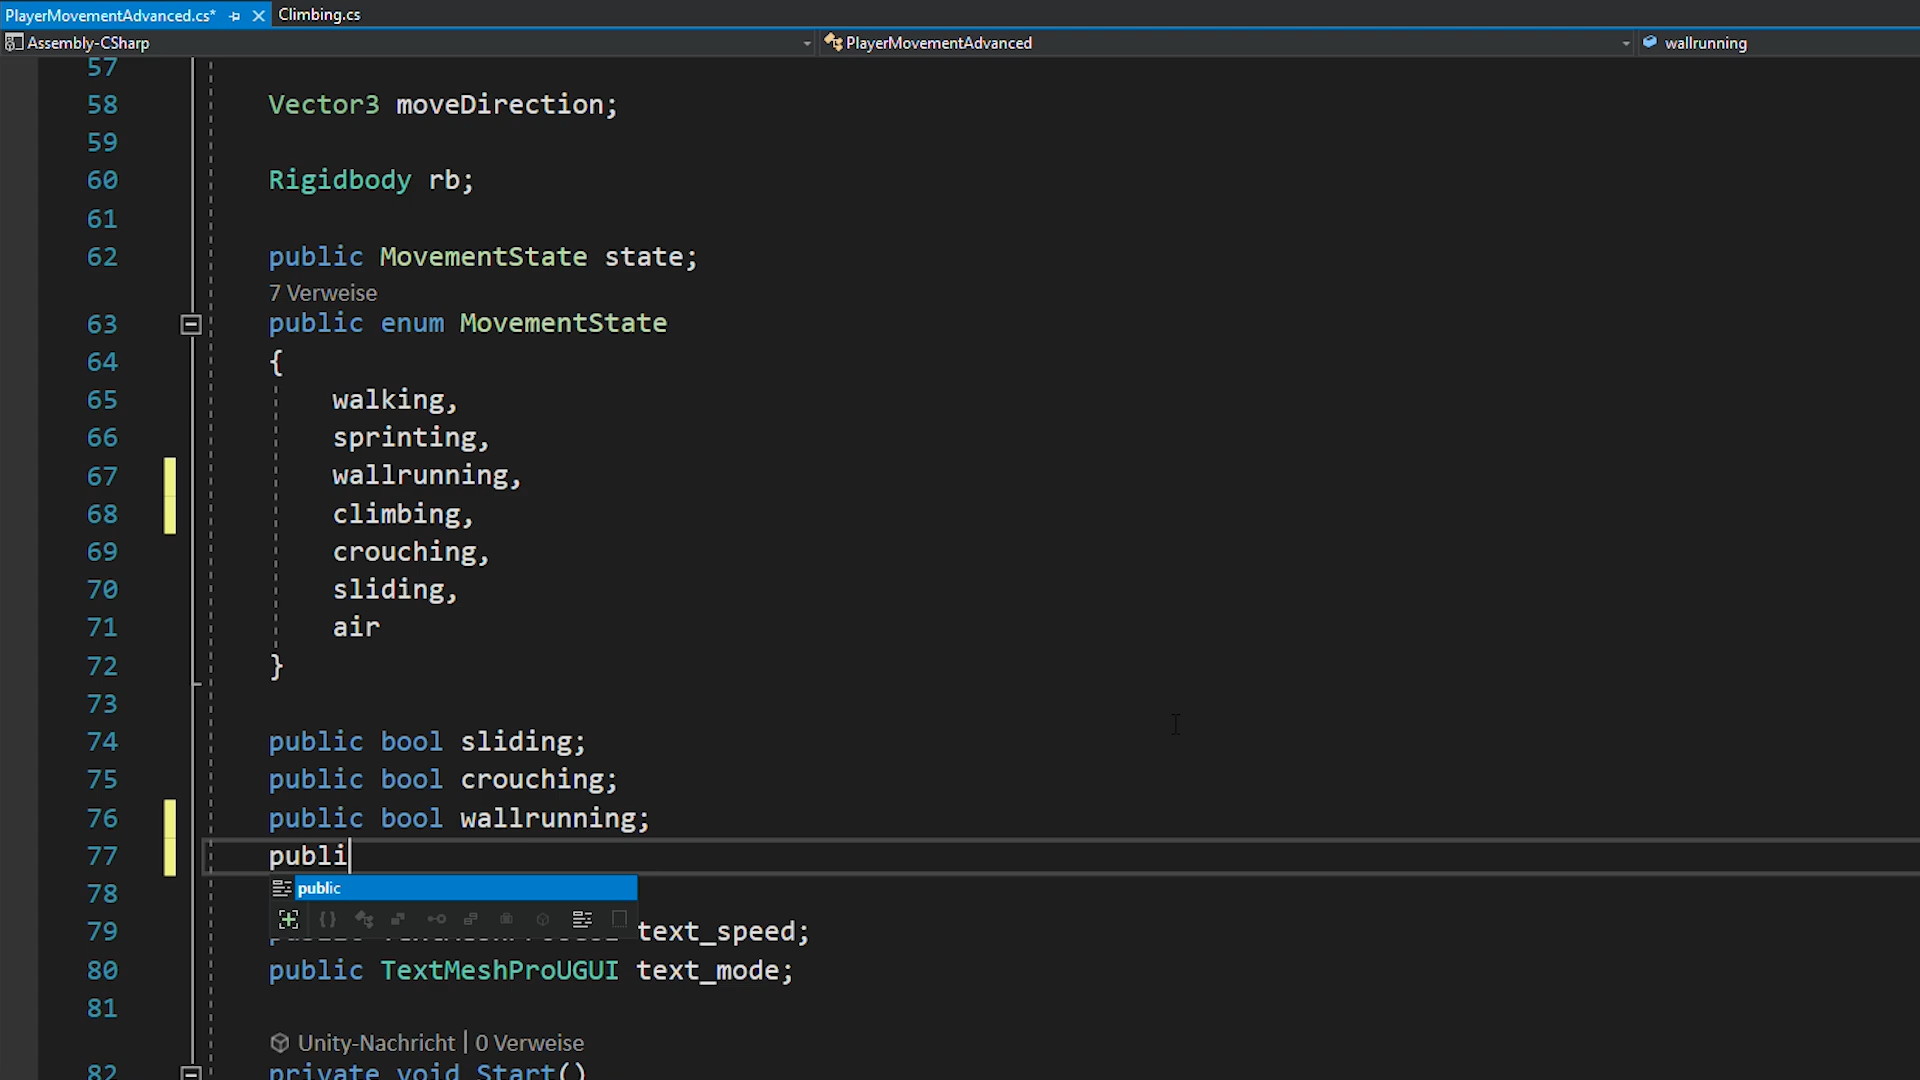 PlayerMovementAdvanced.cs* Climbing.cs
Assembly-CSharp PlayerMovementAdvanced wallrunning
57
58 Vector3 moveDirection;
59
60 Rigidbody rb;
61
62 public MovementState state;
7 Verweise
63 public enum MovementState
64 {
65 walking,
66 sprinting,
67 wallrunning,
68 climbing,
69 crouching,
70 sliding,
71 air
72 }
73
74 public bool sliding;
75 public bool crouching;
76 public bool wallrunning;
77 publi
public
78
79 text_speed;
80 public TextMeshProUGUI text_mode;
81
Unity-Nachricht | 0 Verweise
82 private void Start()